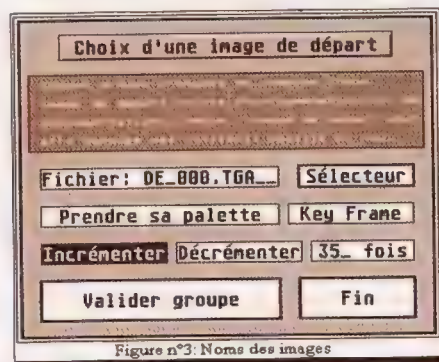 Choix d'une image de départ
Fichier: DE_000.TGA__ Sélecteur
Prendre sa palette Key Frame
Incrémenter Décrémenter 35_ fois
Valider groupe Fin
Figure n°3: Noms des images